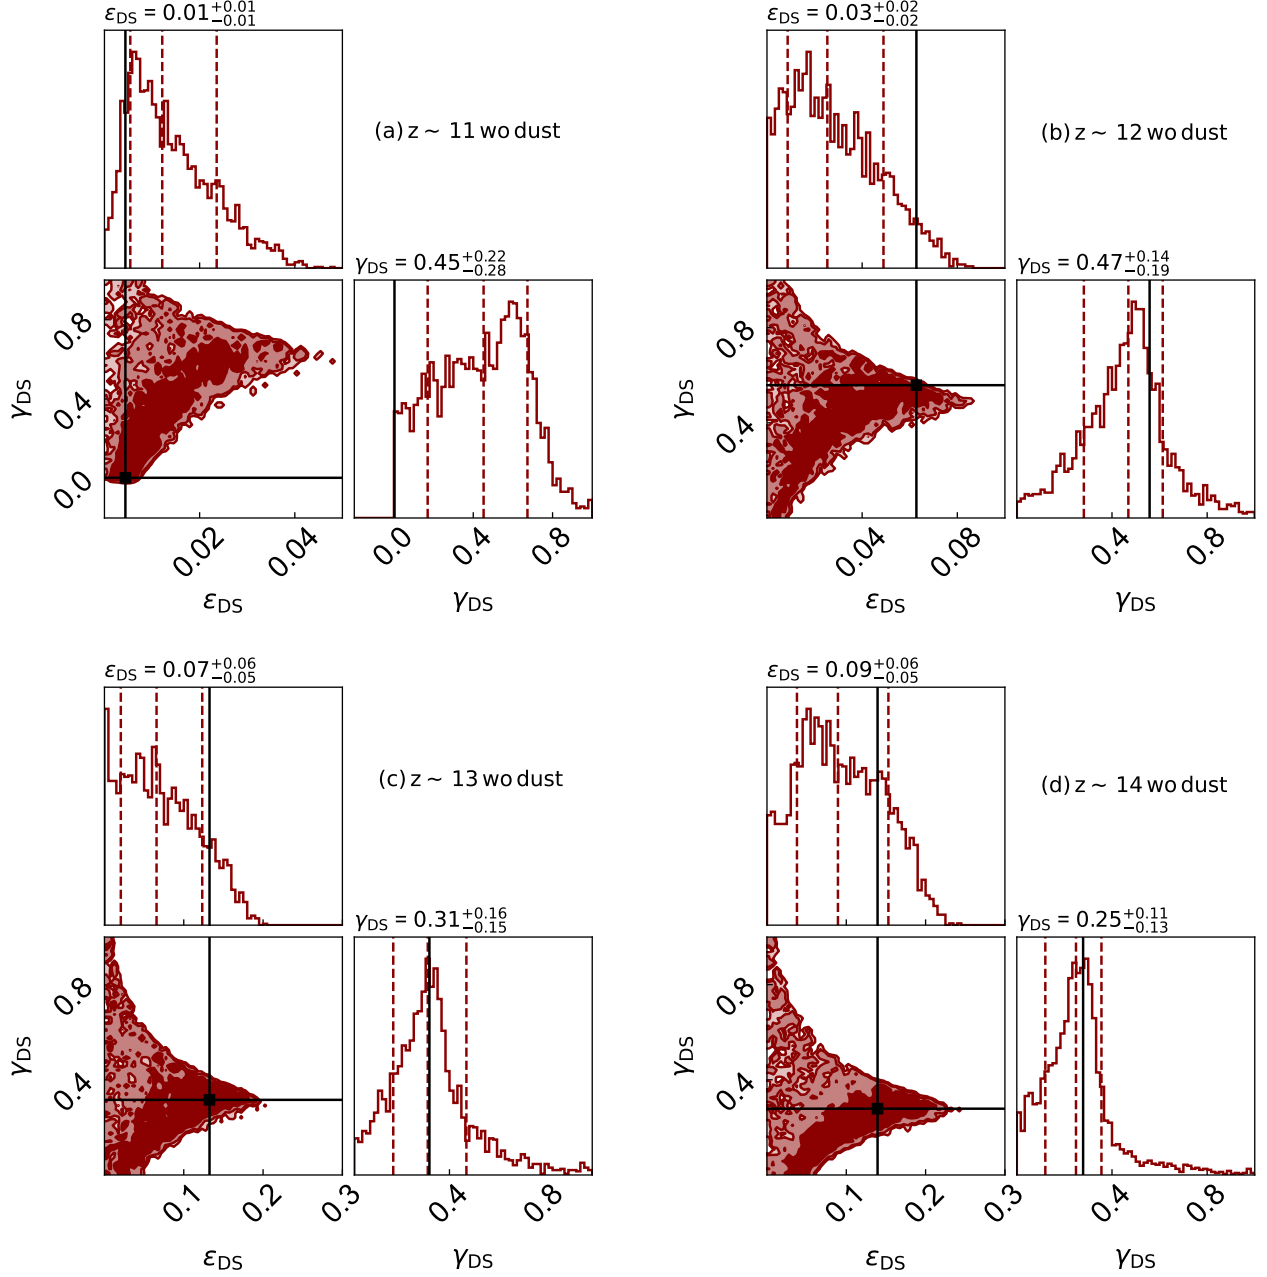 ε_DS = 0.01^{+0.01}_{−0.01}
(a) z ~ 11 wo dust
γ_DS = 0.45^{+0.22}_{−0.28}
γ_DS
0.8
0.4
0.0
0.02
0.04
ε_DS
0.0
0.4
0.8
γ_DS
ε_DS = 0.03^{+0.02}_{−0.02}
(b) z ~ 12 wo dust
γ_DS = 0.47^{+0.14}_{−0.19}
γ_DS
0.8
0.4
0.04
0.08
ε_DS
0.4
0.8
γ_DS
ε_DS = 0.07^{+0.06}_{−0.05}
(c) z ~ 13 wo dust
γ_DS = 0.31^{+0.16}_{−0.15}
γ_DS
0.8
0.4
0.1
0.2
0.3
ε_DS
0.4
0.8
γ_DS
ε_DS = 0.09^{+0.06}_{−0.05}
(d) z ~ 14 wo dust
γ_DS = 0.25^{+0.11}_{−0.13}
γ_DS
0.8
0.4
0.1
0.2
0.3
ε_DS
0.4
0.8
γ_DS